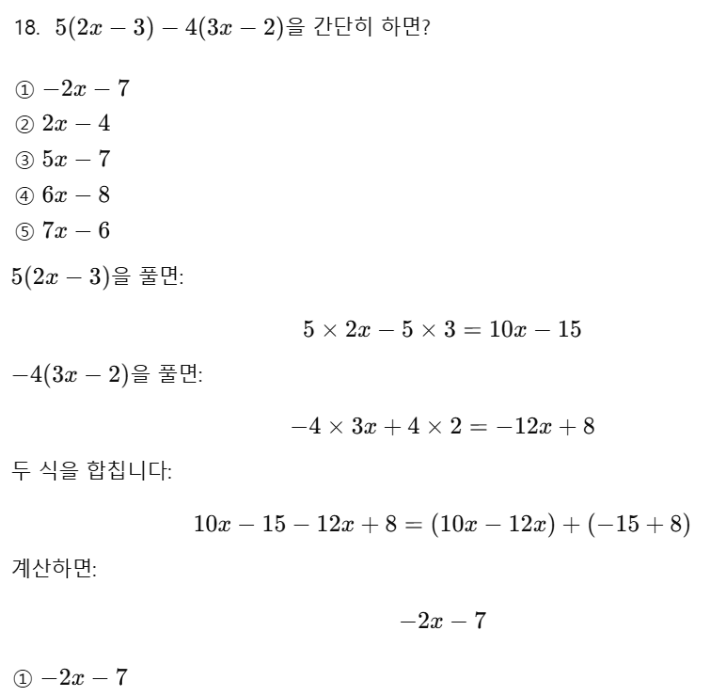 18. 5(2x − 3) − 4(3x − 2)을 간단히 하면?
① −2x − 7
② 2x − 4
③ 5x − 7
④ 6x − 8
⑤ 7x − 6
5(2x − 3)을 풀면:
5 × 2x − 5 × 3 = 10x − 15
−4(3x − 2)을 풀면:
−4 × 3x + 4 × 2 = −12x + 8
두 식을 합칩니다:
10x − 15 − 12x + 8 = (10x − 12x) + (−15 + 8)
계산하면:
−2x − 7
① −2x − 7